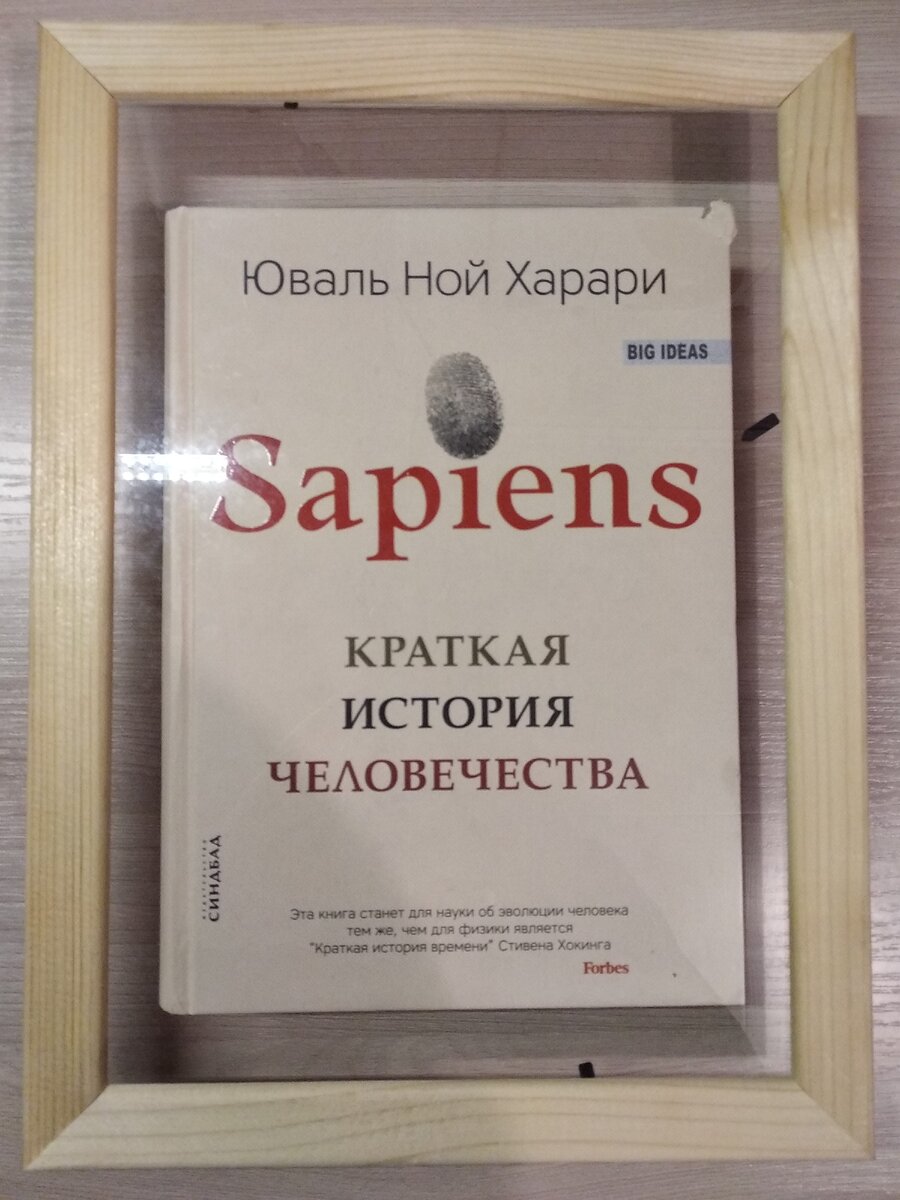 Юваль Ной Харари
BIG IDEAS
Sapiens
КРАТКАЯ
ИСТОРИЯ
ЧЕЛОВЕЧЕСТВА
ИЗДАТЕЛЬСТВО
СИНДБАД
Эта книга станет для науки об эволюции человека
тем же, чем для физики является
"Краткая история времени" Стивена Хокинга
Forbes